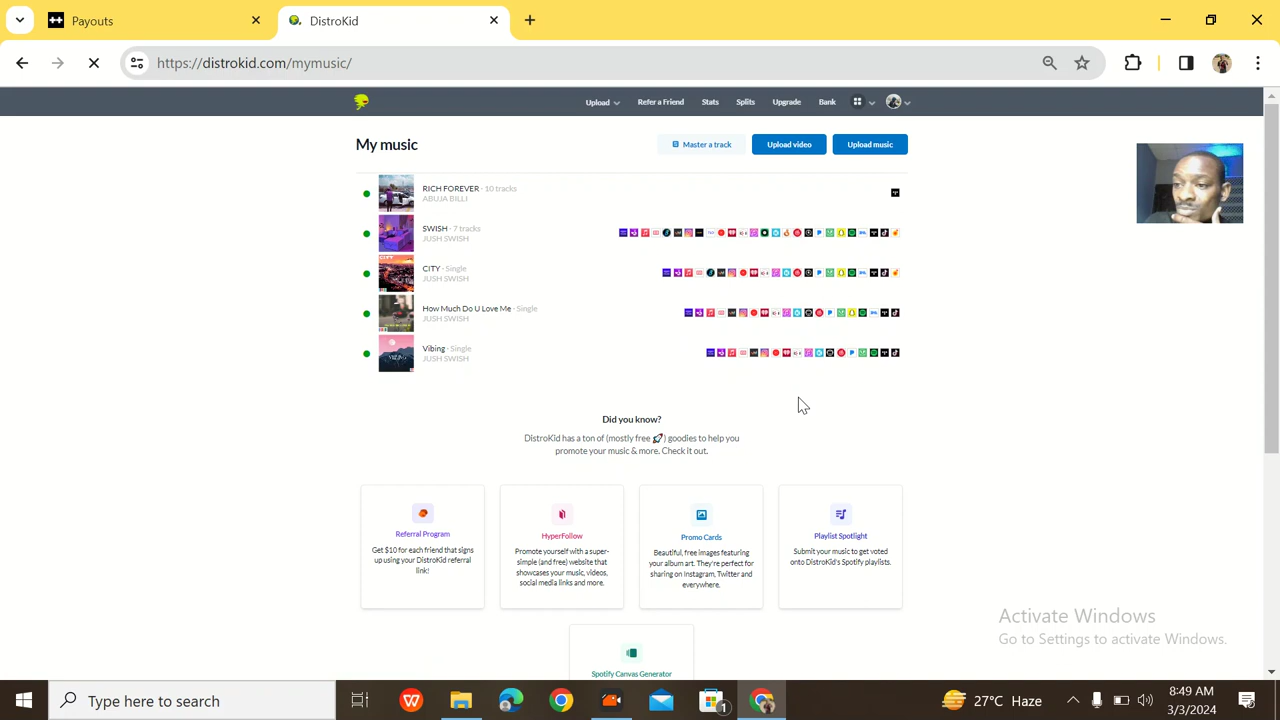 Payouts
DistroKid
https://distrokid.com/mymusic/
Upload
Refer a Friend
Stats
Splits
Upgrade
Bank
My music
Master a track
Upload video
Upload music
RICH FOREVER - 10 tracks
ABUJA BILLI
SWISH - 7 tracks
JUSH SWISH
CITY - Single
JUSH SWISH
How Much Do U Love Me - Single
JUSH SWISH
Vibing - Single
JUSH SWISH
Did you know?
DistroKid has a ton of (mostly free 🚀) goodies to help you
promote your music & more. Check it out.
Referral Program
Get $10 for each friend that signs
up using your DistroKid referral
link!
HyperFollow
Promote yourself with a super-
simple (and free) website that
showcases your music, videos,
social media links and more.
Promo Cards
Beautiful, free images featuring
your album art. They're perfect for
sharing on Instagram, Twitter and
everywhere.
Playlist Spotlight
Submit your music to get voted
onto DistroKid's Spotify playlists.
Spotify Canvas Generator
Activate Windows
Go to Settings to activate Windows.
Type here to search
1
27°C Haze
8:49 AM
3/3/2024